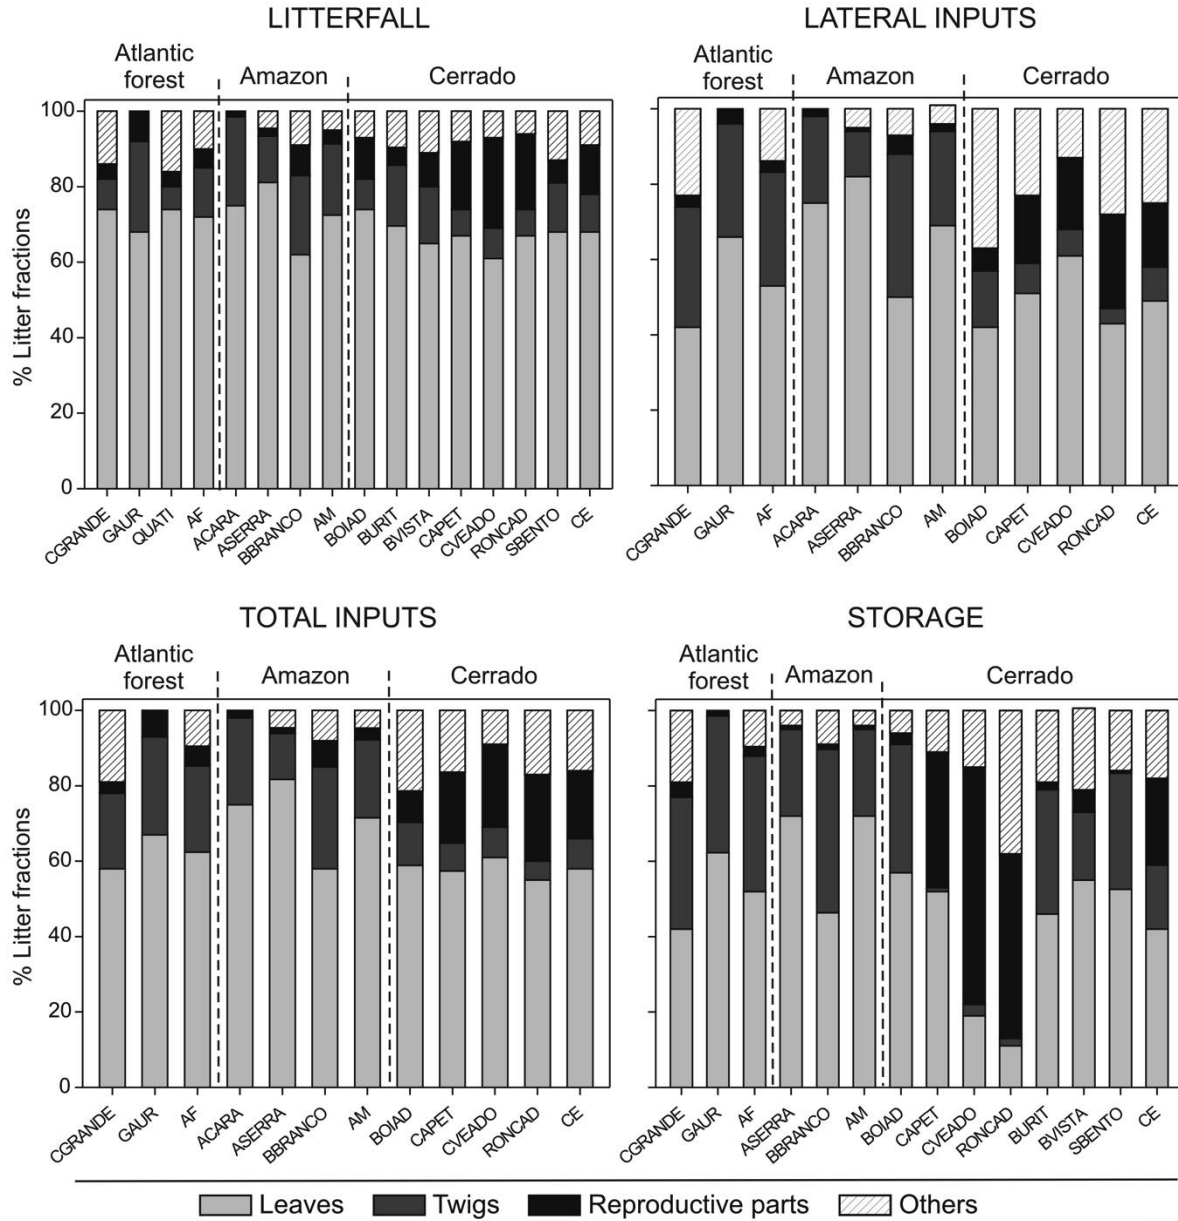 LITTERFALL
Atlantic
forest
Amazon
Cerrado
% Litter fractions
100
80
60
40
20
0
CGRANDE
GAUR
QUATI
AF
ACARA
ASERRA
BBRANCO
AM
BOIAD
BURIT
BVISTA
CAPET
CVEADO
RONCAD
SBENTO
CE
LATERAL INPUTS
Atlantic
forest
Amazon
Cerrado
CGRANDE
GAUR
AF
ACARA
ASERRA
BBRANCO
AM
BOIAD
CAPET
CVEADO
RONCAD
CE
TOTAL INPUTS
Atlantic
forest
Amazon
Cerrado
% Litter fractions
100
80
60
40
20
0
CGRANDE
GAUR
AF
ACARA
ASERRA
BBRANCO
AM
BOIAD
CAPET
CVEADO
RONCAD
CE
STORAGE
Atlantic
forest
Amazon
Cerrado
CGRANDE
GAUR
AF
ASERRA
BBRANCO
AM
BOIAD
CAPET
CVEADO
RONCAD
BURIT
BVISTA
SBENTO
CE
Leaves Twigs Reproductive parts Others